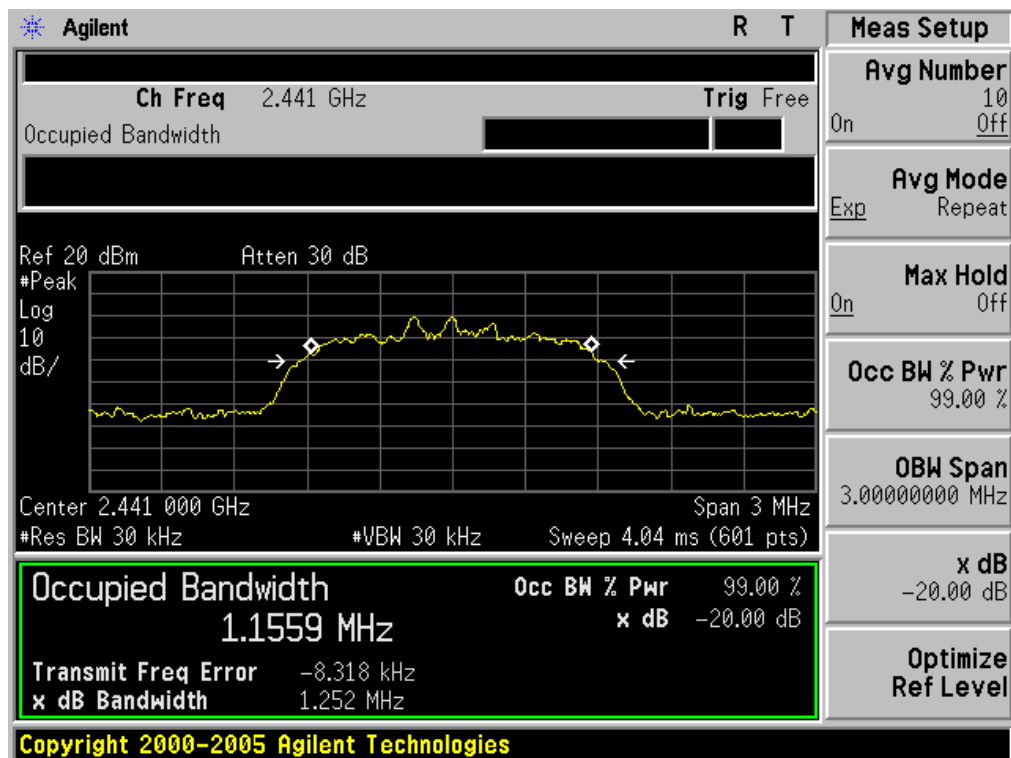 Agilent R T
Ch Freq 2.441 GHz Trig Free
Occupied Bandwidth
Ref 20 dBm Atten 30 dB
#Peak
Log
10
dB/
Center 2.441 000 GHz Span 3 MHz
#Res BW 30 kHz #VBW 30 kHz Sweep 4.04 ms (601 pts)
Occupied Bandwidth Occ BW % Pwr 99.00 %
1.1559 MHz x dB -20.00 dB
Transmit Freq Error -8.318 kHz
x dB Bandwidth 1.252 MHz
Copyright 2000-2005 Agilent Technologies
Meas Setup
Avg Number
10
On Off
Avg Mode
Exp Repeat
Max Hold
On Off
Occ BW % Pwr
99.00 %
OBW Span
3.00000000 MHz
x dB
-20.00 dB
Optimize
Ref Level